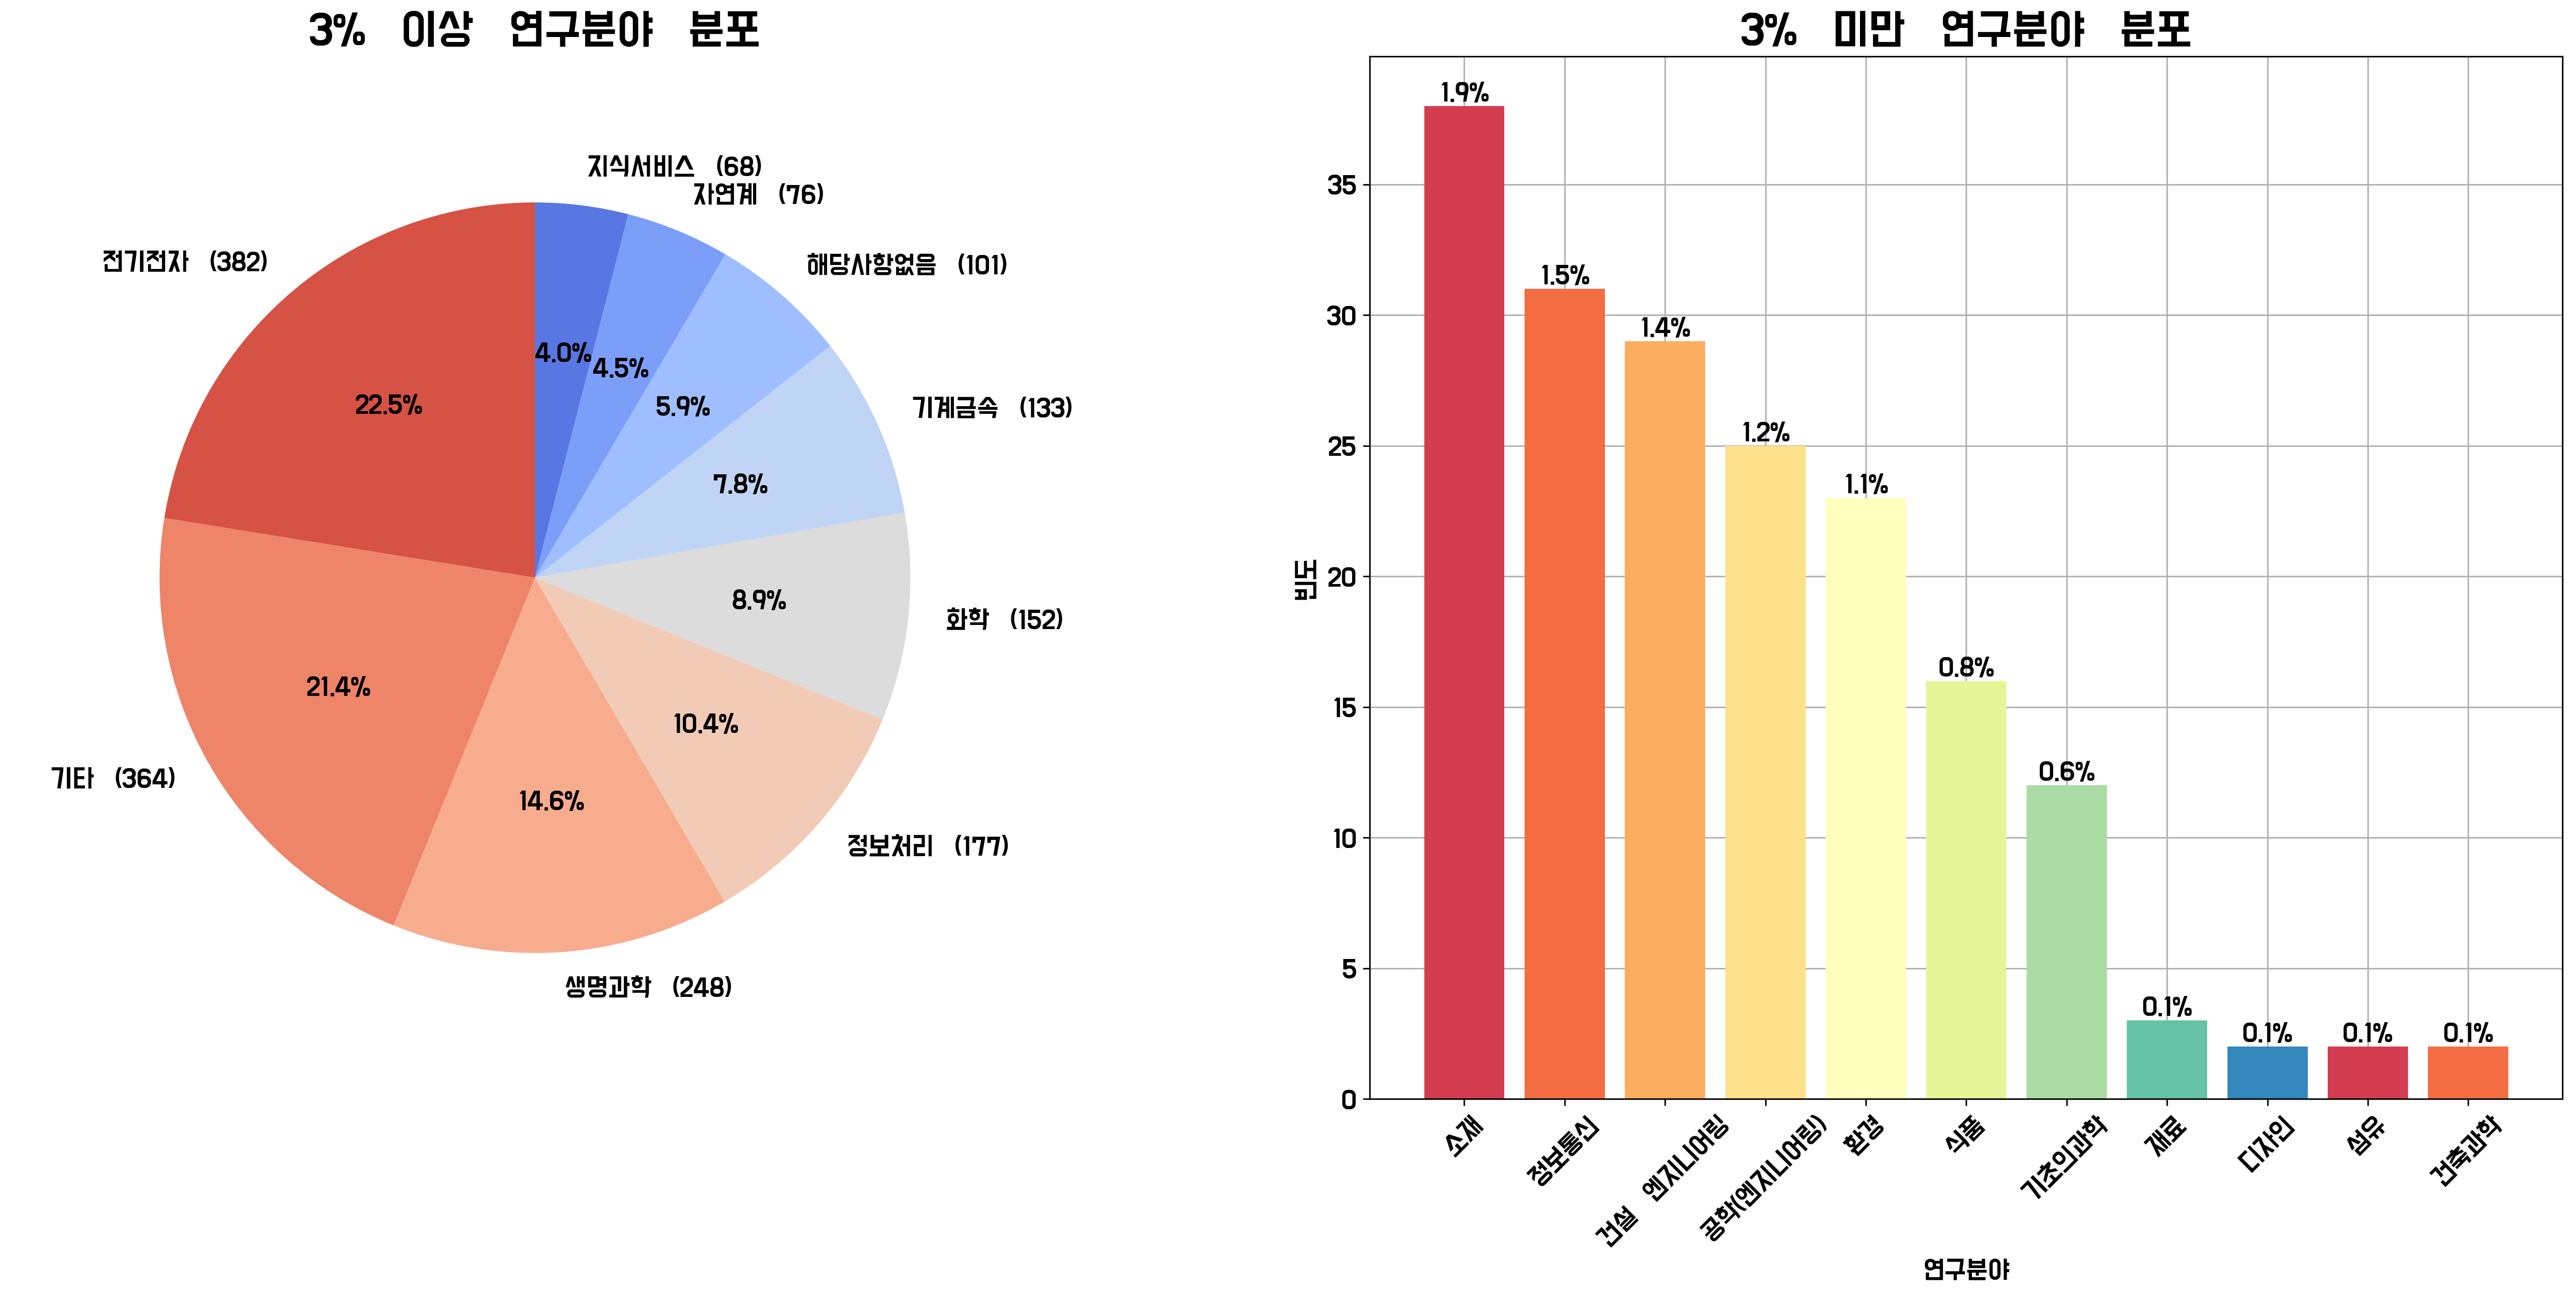 3% 이상 연구분야 분포
지식서비스 (68)
자연계 (76)
해당사항없음 (101)
전기전자 (382)
기계금속 (133)
화학 (152)
정보처리 (177)
생명과학 (248)
기타 (364)
4.0%
4.5%
5.9%
22.5%
7.8%
8.9%
21.4%
10.4%
14.6%
3% 미만 연구분야 분포
빈도
35
30
25
20
15
10
5
0
1.9%
1.5%
1.4%
1.2%
1.1%
0.8%
0.6%
0.1%
0.1%
0.1%
0.1%
소재
정보통신
건설 엔지니어링
공학(엔지니어링)
환경
식품
기초의과학
재료
디자인
섬유
건축과학
연구분야